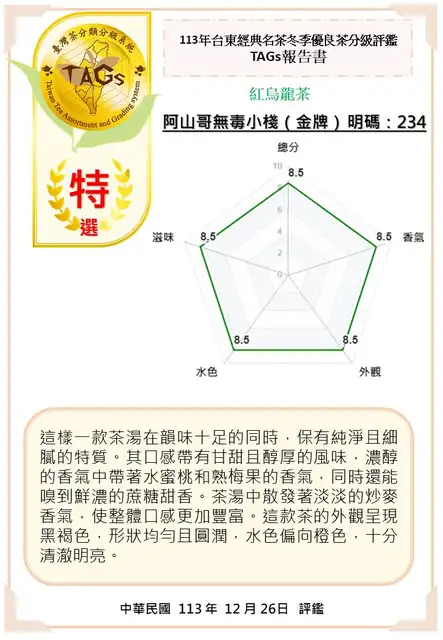 臺灣茶分類分級系統
TAGs
Taiwan Tea Assortment and Grading system
特
選
113年台東經典名茶冬季優良茶分級評鑑
TAGs報告書
紅烏龍茶
阿山哥無毒小棧（金牌）明碼：234
總分
10
8.5
8
6
4
2
0
滋味
8.5
8.5
香氣
8.5
8.5
水色
外觀
這樣一款茶湯在韻味十足的同時，保有純淨且細
膩的特質。其口感帶有甘甜且醇厚的風味，濃醇
的香氣中帶著水蜜桃和熟梅果的香氣，同時還能
嗅到鮮濃的蔗糖甜香。茶湯中散發著淡淡的炒麥
香氣，使整體口感更加豐富。這款茶的外觀呈現
黑褐色，形狀均勻且圓潤，水色偏向橙色，十分
清澈明亮。
中華民國 113 年 12 月 26日 評鑑